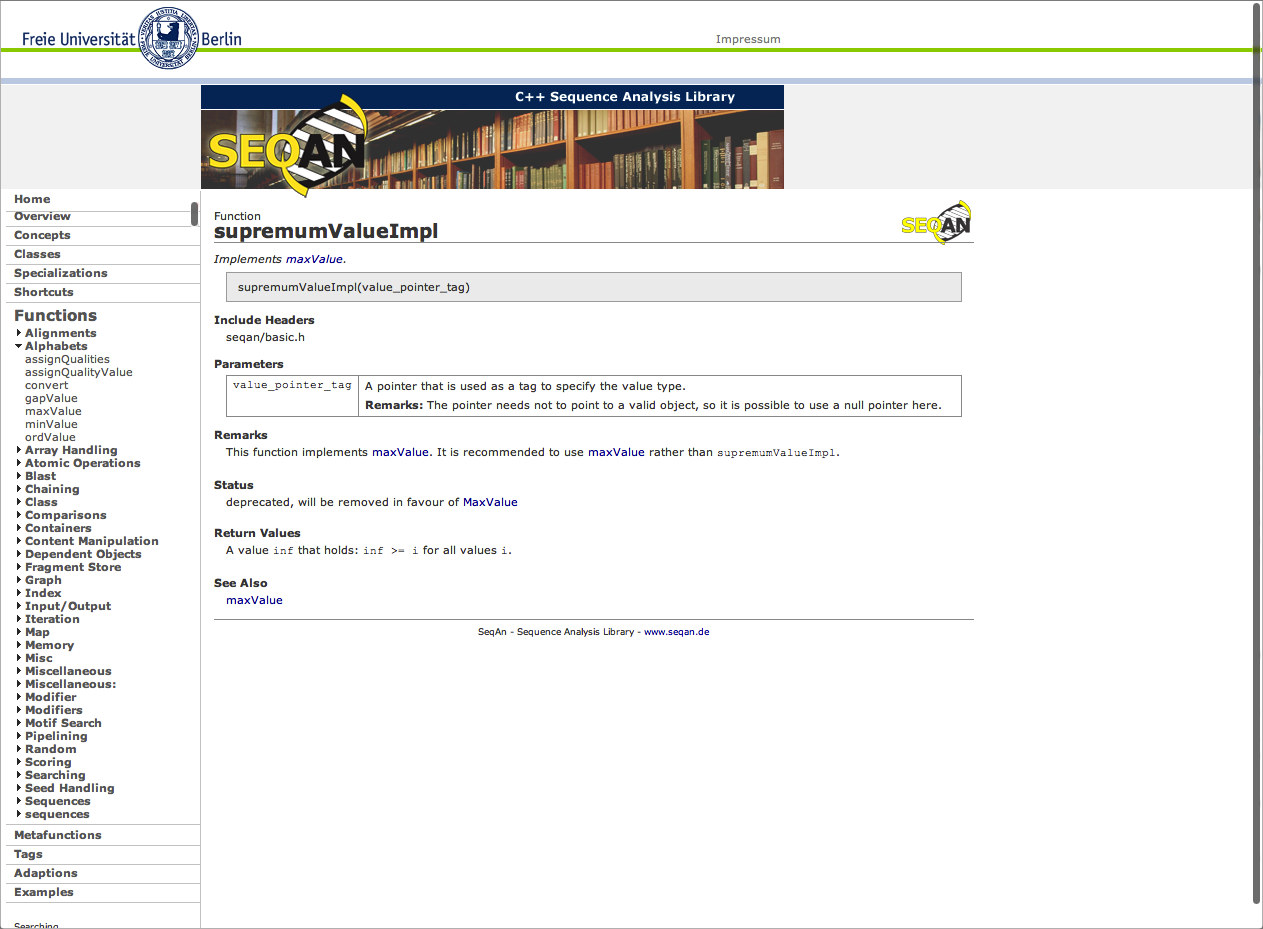 Freie Universität Berlin
Impressum
C++ Sequence Analysis Library
SEQAN
Home
Overview
Concepts
Classes
Specializations
Shortcuts
Functions
Alignments
Alphabets
assignQualities
assignQualityValue
convert
gapValue
maxValue
minValue
ordValue
Array Handling
Atomic Operations
Blast
Chaining
Class
Comparisons
Containers
Content Manipulation
Dependent Objects
Fragment Store
Graph
Index
Input/Output
Iteration
Map
Memory
Misc
Miscellaneous
Miscellaneous:
Modifier
Modifiers
Motif Search
Pipelining
Random
Scoring
Searching
Seed Handling
Sequences
sequences
Metafunctions
Tags
Adaptions
Examples
Searching
Function
supremumValueImpl
SEQAN
Implements maxValue.
supremumValueImpl(value_pointer_tag)
Include Headers
seqan/basic.h
Parameters
value_pointer_tag A pointer that is used as a tag to specify the value type.
Remarks: The pointer needs not to point to a valid object, so it is possible to use a null pointer here.
Remarks
This function implements maxValue. It is recommended to use maxValue rather than supremumValueImpl.
Status
deprecated, will be removed in favour of MaxValue
Return Values
A value inf that holds: inf >= i for all values i.
See Also
maxValue
SeqAn - Sequence Analysis Library - www.seqan.de